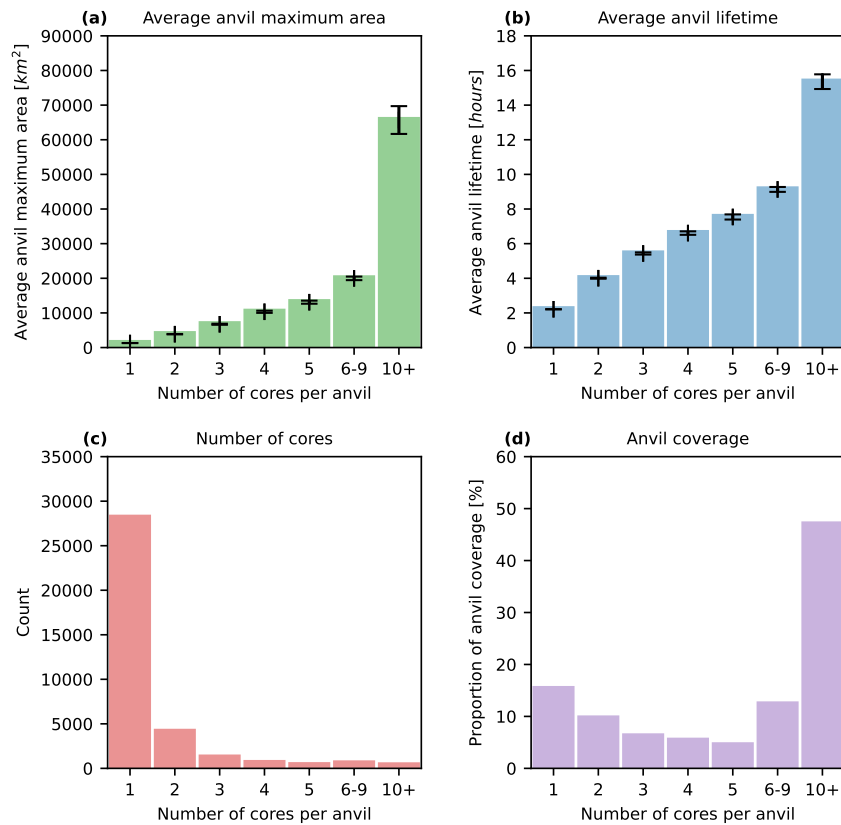 (a) Average anvil maximum area
Average anvil maximum area [km²]
90000
80000
70000
60000
50000
40000
30000
20000
10000
0
1 2 3 4 5 6-9 10+
Number of cores per anvil
(b) Average anvil lifetime
Average anvil lifetime [hours]
18
16
14
12
10
8
6
4
2
0
1 2 3 4 5 6-9 10+
Number of cores per anvil
(c) Number of cores
Count
35000
30000
25000
20000
15000
10000
5000
0
1 2 3 4 5 6-9 10+
Number of cores per anvil
(d) Anvil coverage
Proportion of anvil coverage [%]
60
50
40
30
20
10
0
1 2 3 4 5 6-9 10+
Number of cores per anvil